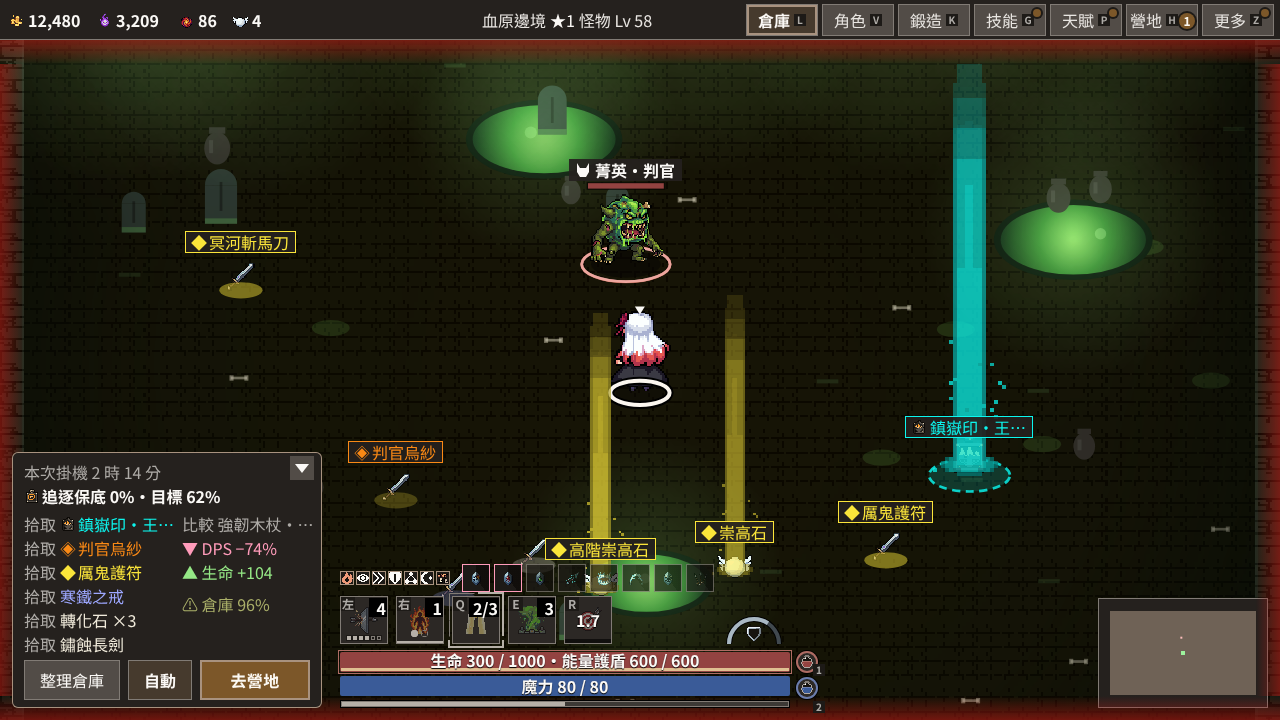 12,480 3,209 86 4
血原邊境 ★1 怪物 Lv 58
倉庫 L
角色 V
鍛造 K
技能 G
天賦 P
營地 H 1
更多 Z
菁英・判官
冥河斬馬刀
鎮嶽印・王…
判官烏紗
厲鬼護符
崇高石
高階崇高石
本次掛機 2 時 14 分
追逐保底 0%・目標 62%
拾取 鎮嶽印・王… 比較 強韌木杖・…
拾取 判官烏紗 ▼ DPS −74%
拾取 厲鬼護符 ▲ 生命 +104
拾取 寒鐵之戒
倉庫 96%
拾取 轉化石 ×3
拾取 鏽蝕長劍
整理倉庫
自動
去營地
左 4
右 1
Q 2/3
E 3
R 1.7
生命 300 / 1000・能量護盾 600 / 600
1
魔力 80 / 80
2